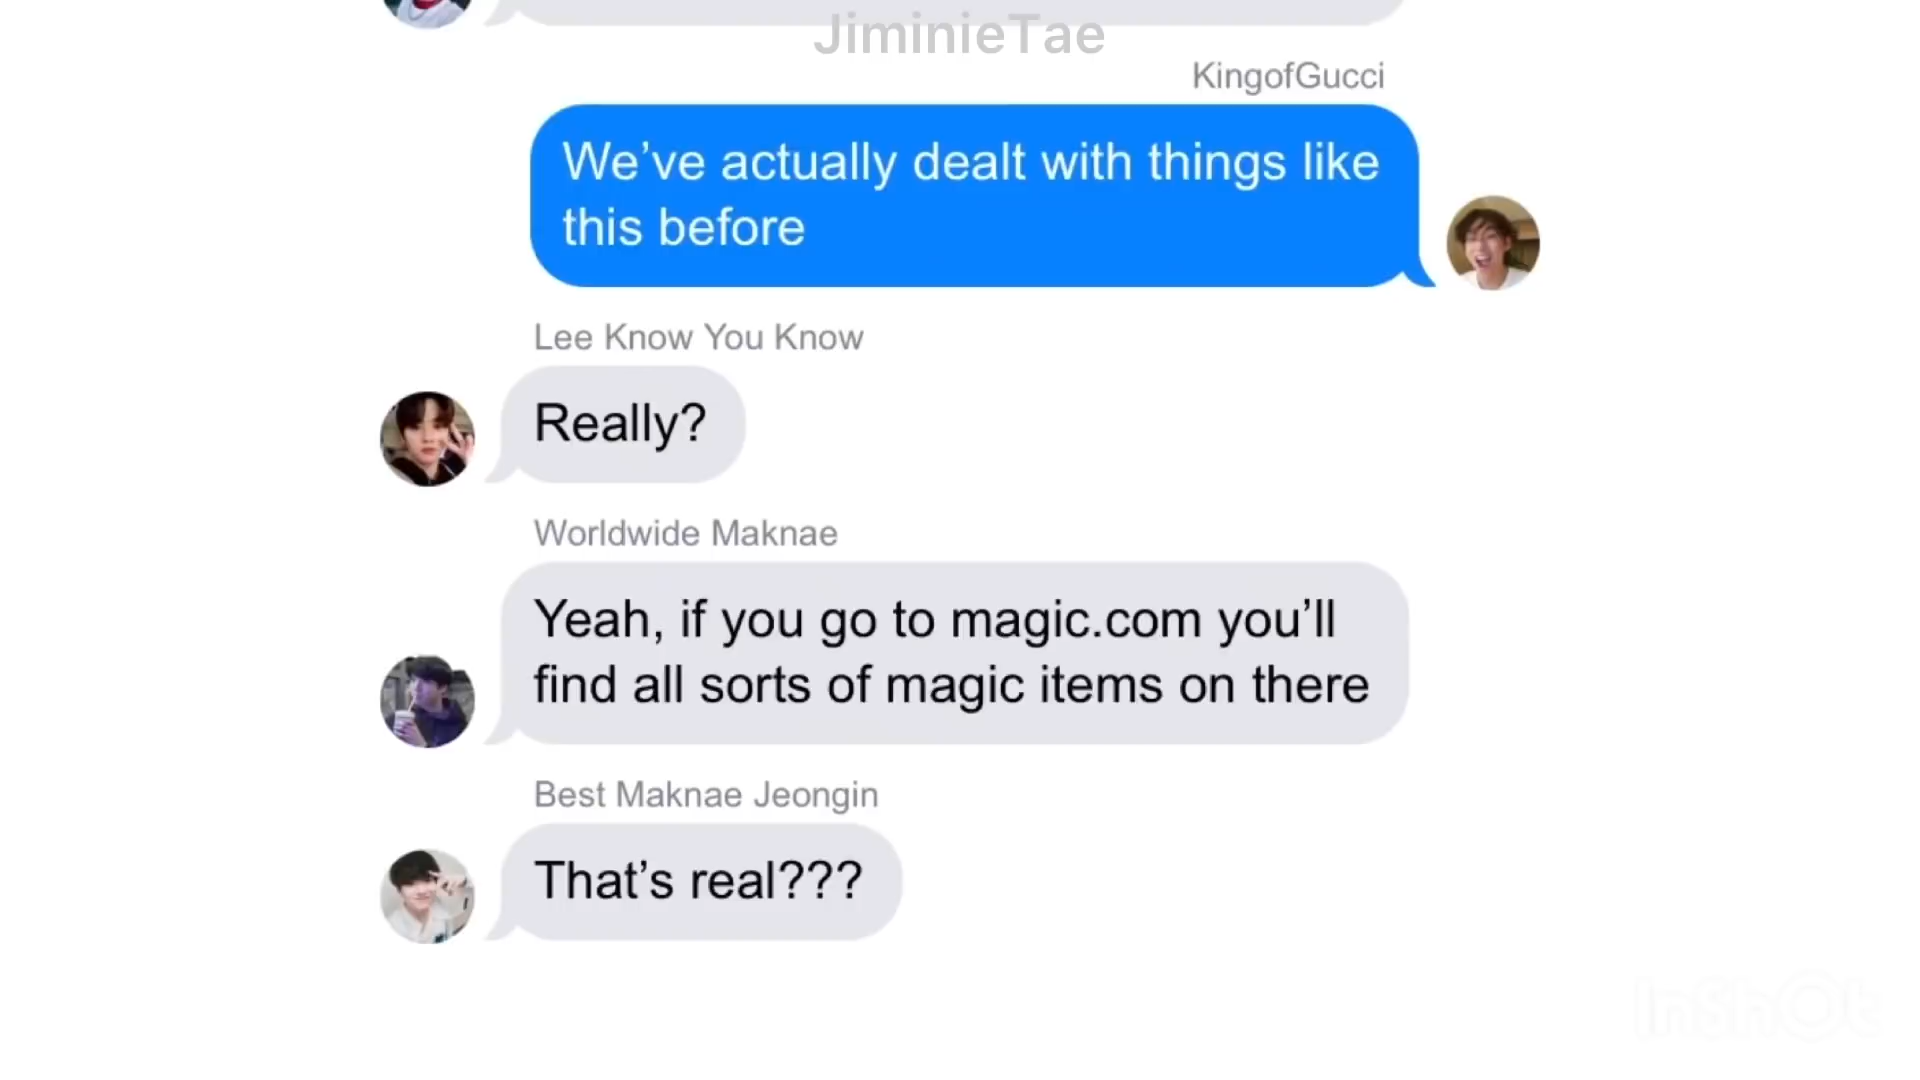 JiminieTae
KingofGucci
We’ve actually dealt with things like
this before
Lee Know You Know
Really?
Worldwide Maknae
Yeah, if you go to magic.com you’ll
find all sorts of magic items on there
Best Maknae Jeongin
That’s real???
InShOt